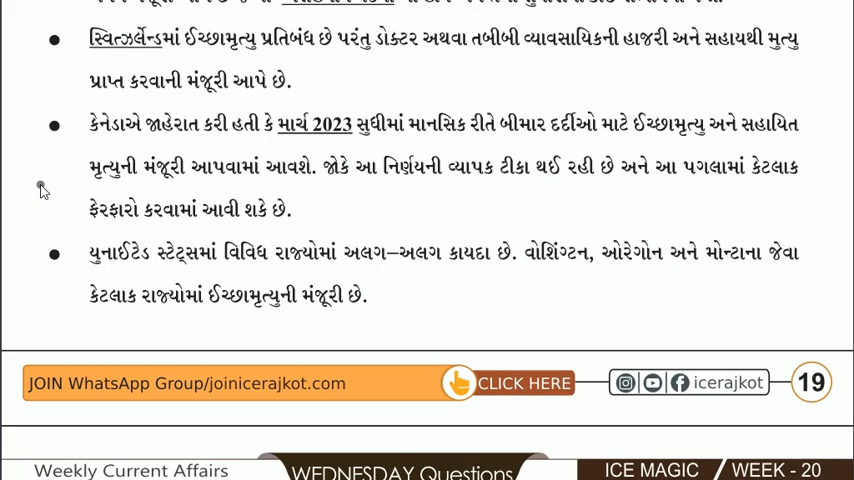 સ્વિત્ઝર્લેન્ડમાં ઈચ્છામૃત્યુ પ્રતિબંધ છે પરંતુ ડોક્ટર અથવા તબીબી વ્યાવસાયિકની હાજરી અને સહાયથી મુત્યુ
પ્રાપ્ત કરવાની મંજૂરી આપે છે.
કેનેડાએ જાહેરાત કરી હતી કે માર્ચ 2023 સુધીમાં માનસિક રીતે બીમાર દર્દીઓ માટે ઈચ્છામૃત્યુ અને સહાયિત
મૃત્યુની મંજૂરી આપવામાં આવશે. જોકે આ નિર્ણયની વ્યાપક ટીકા થઈ રહી છે અને આ પગલામાં કેટલાક
ફેરફારો કરવામાં આવી શકે છે.
યુનાઈટેડ સ્ટેટ્સમાં વિવિધ રાજ્યોમાં અલગ–અલગ કાયદા છે. વોશિંગ્ટન, ઓરેગોન અને મોન્ટાના જેવા
કેટલાક રાજ્યોમાં ઈચ્છામૃત્યુની મંજૂરી છે.
JOIN WhatsApp Group/joinicerajkot.com CLICK HERE icerajkot 19
Weekly Current Affairs WEDNESDAY Questions ICE MAGIC / WEEK - 20